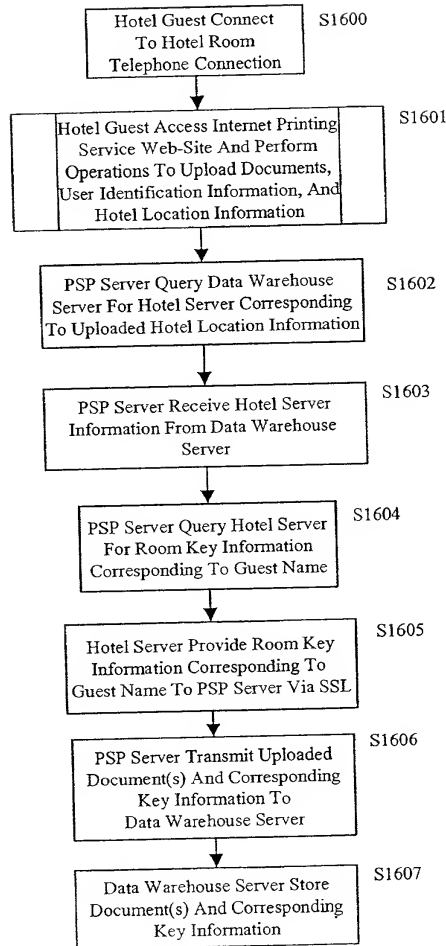 Hotel Guest Connect
To Hotel Room
Telephone Connection
S1600
Hotel Guest Access Internet Printing
Service Web-Site And Perform
Operations To Upload Documents,
User Identification Information, And
Hotel Location Information
S1601
PSP Server Query Data Warehouse
Server For Hotel Server Corresponding
To Uploaded Hotel Location Information
S1602
PSP Server Receive Hotel Server
Information From Data Warehouse
Server
S1603
PSP Server Query Hotel Server
For Room Key Information
Corresponding To Guest Name
S1604
Hotel Server Provide Room Key
Information Corresponding To
Guest Name To PSP Server Via SSL
S1605
PSP Server Transmit Uploaded
Document(s) And Corresponding
Key Information To
Data Warehouse Server
S1606
Data Warehouse Server Store
Document(s) And Corresponding
Key Information
S1607